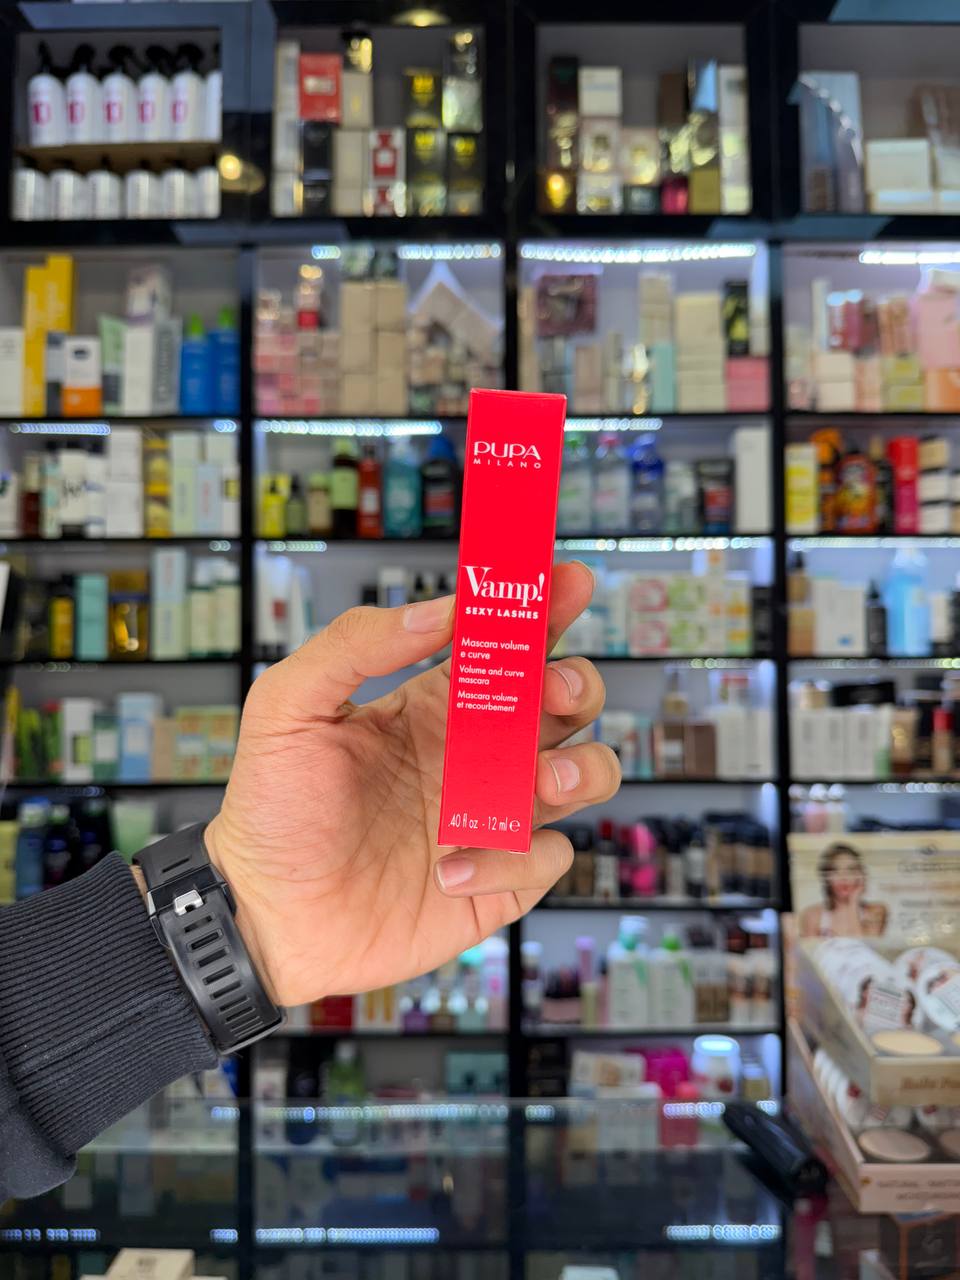 PUPA
MILANO
Vamp!
SEXY LASHES
Mascara volume
e curve
Volume and curve
mascara
Mascara volume
et recourbement
.40 fl oz - 12 ml ℮